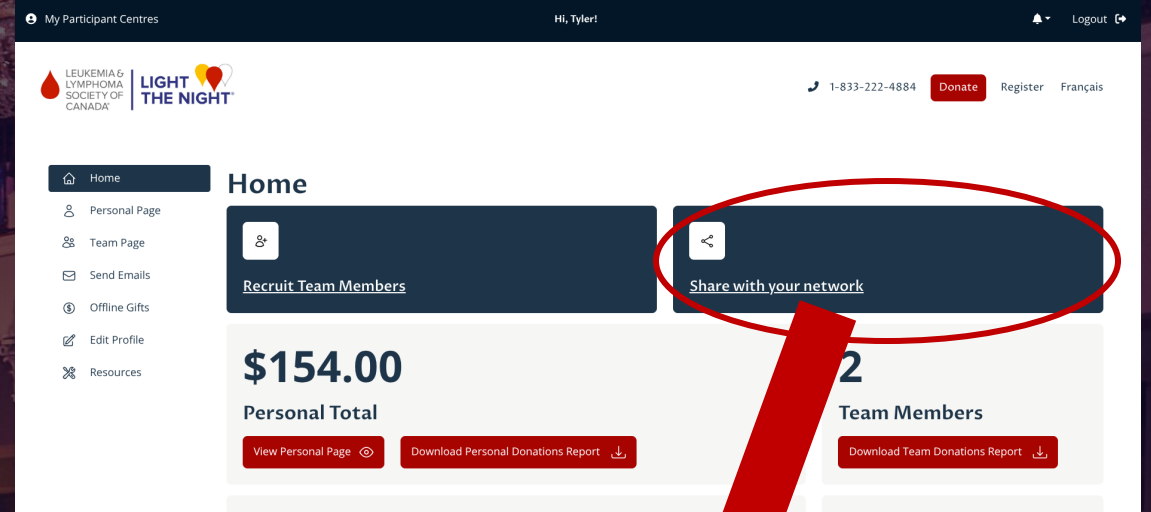 My Participant Centres
Hi, Tyler!
Logout
LEUKEMIA &
LYMPHOMA
SOCIETY OF
CANADA
LIGHT
THE NIGHT
1-833-222-4884
Donate
Register
Français
Home
Personal Page
Team Page
Send Emails
Offline Gifts
Edit Profile
Resources
Home
Recruit Team Members
Share with your network
$154.00
Personal Total
View Personal Page
Download Personal Donations Report
2
Team Members
Download Team Donations Report